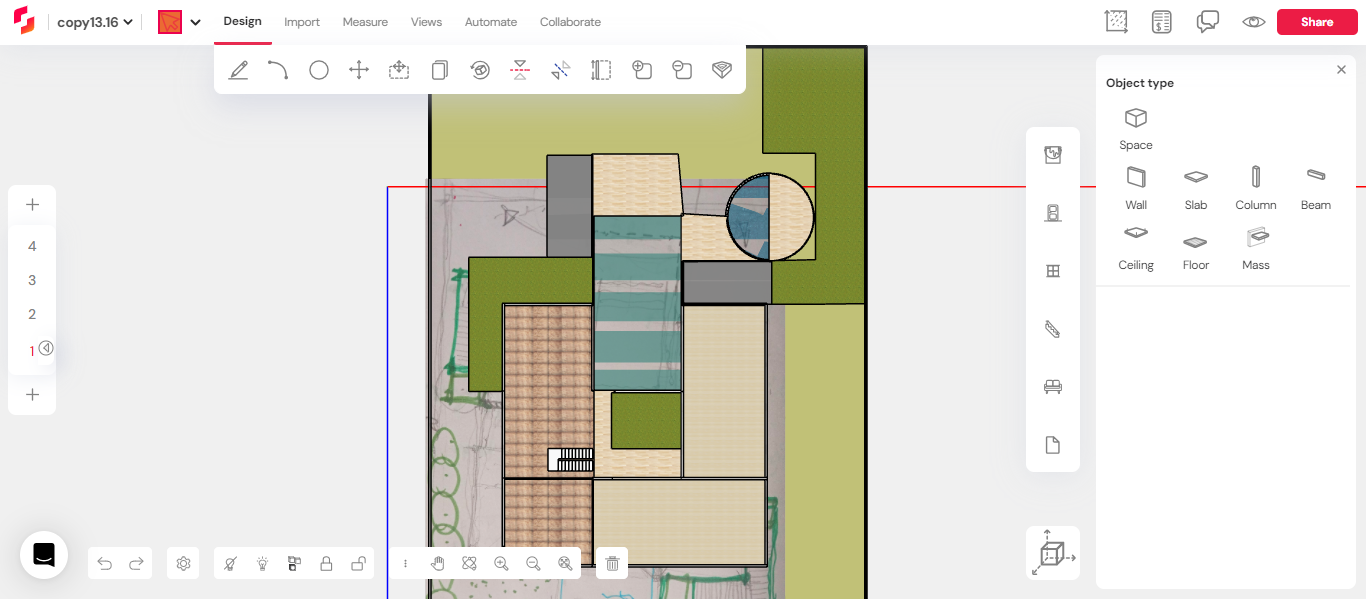 copy13.16
Design
Import
Measure
Views
Automate
Collaborate
Share
Object type
Space
Wall
Slab
Column
Beam
Ceiling
Floor
Mass
4
3
2
1